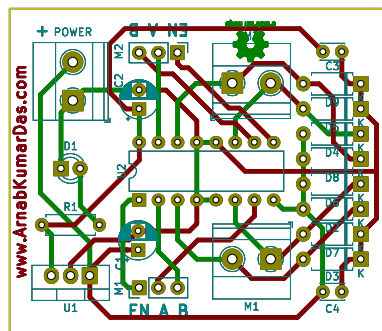 + POWER
EN A B
M2
C2
C3
D9
D5
D4
D8
D6
D2
D7
D3
K
K
K
D1
U2
R1
www.ArnabKumarDas.com
U1
C1
M1
EN A B
M1
C4